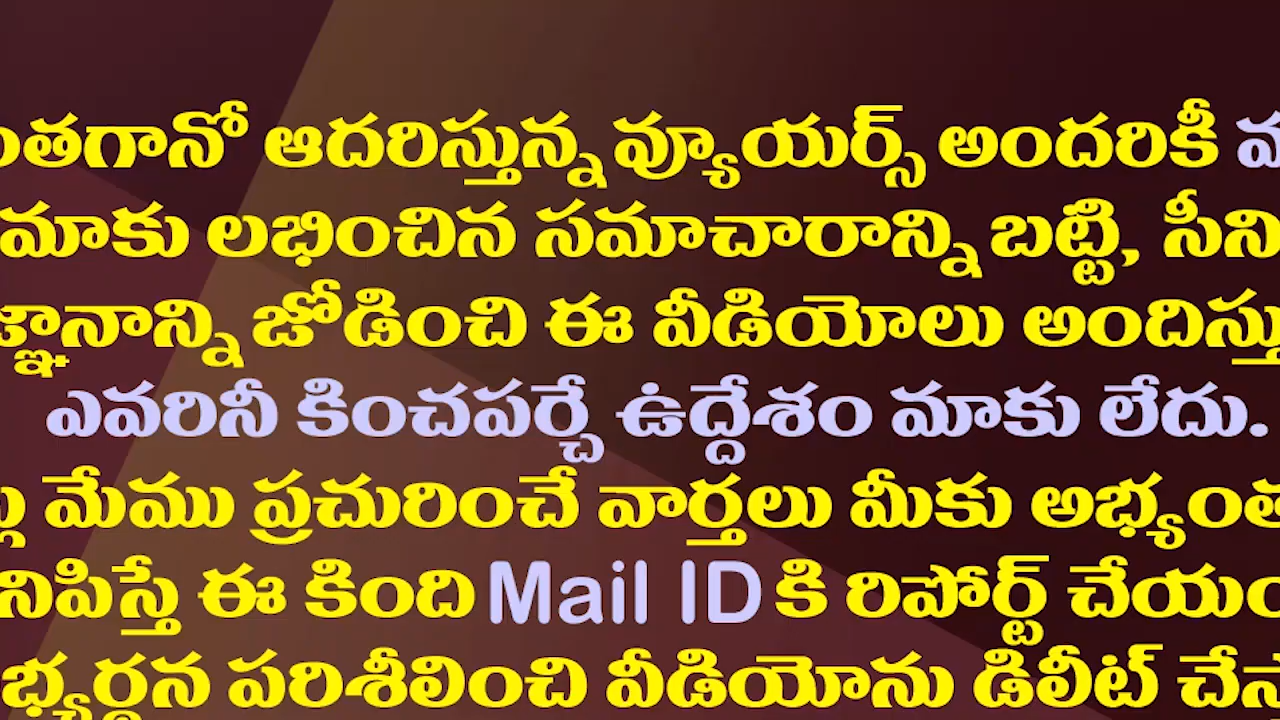 ంతగానో ఆదరిస్తున్న వ్యూయర్స్ అందరికీ
మాకు లభించిన సమాచారాన్ని బట్టి, సీని
జ్ఞానాన్ని జోడించి ఈ వీడియోలు అందిస్తు
ఎవరినీ కించపర్చే ఉద్దేశం మాకు లేదు.
మేము ప్రచురించే వార్తలు మీకు అభ్యంత
నిపిస్తే ఈ కింది Mail ID కి రిపోర్ట్ చేయం
భ్యర్థన పరిశీలించి వీడియోను డిలీట్ చేస